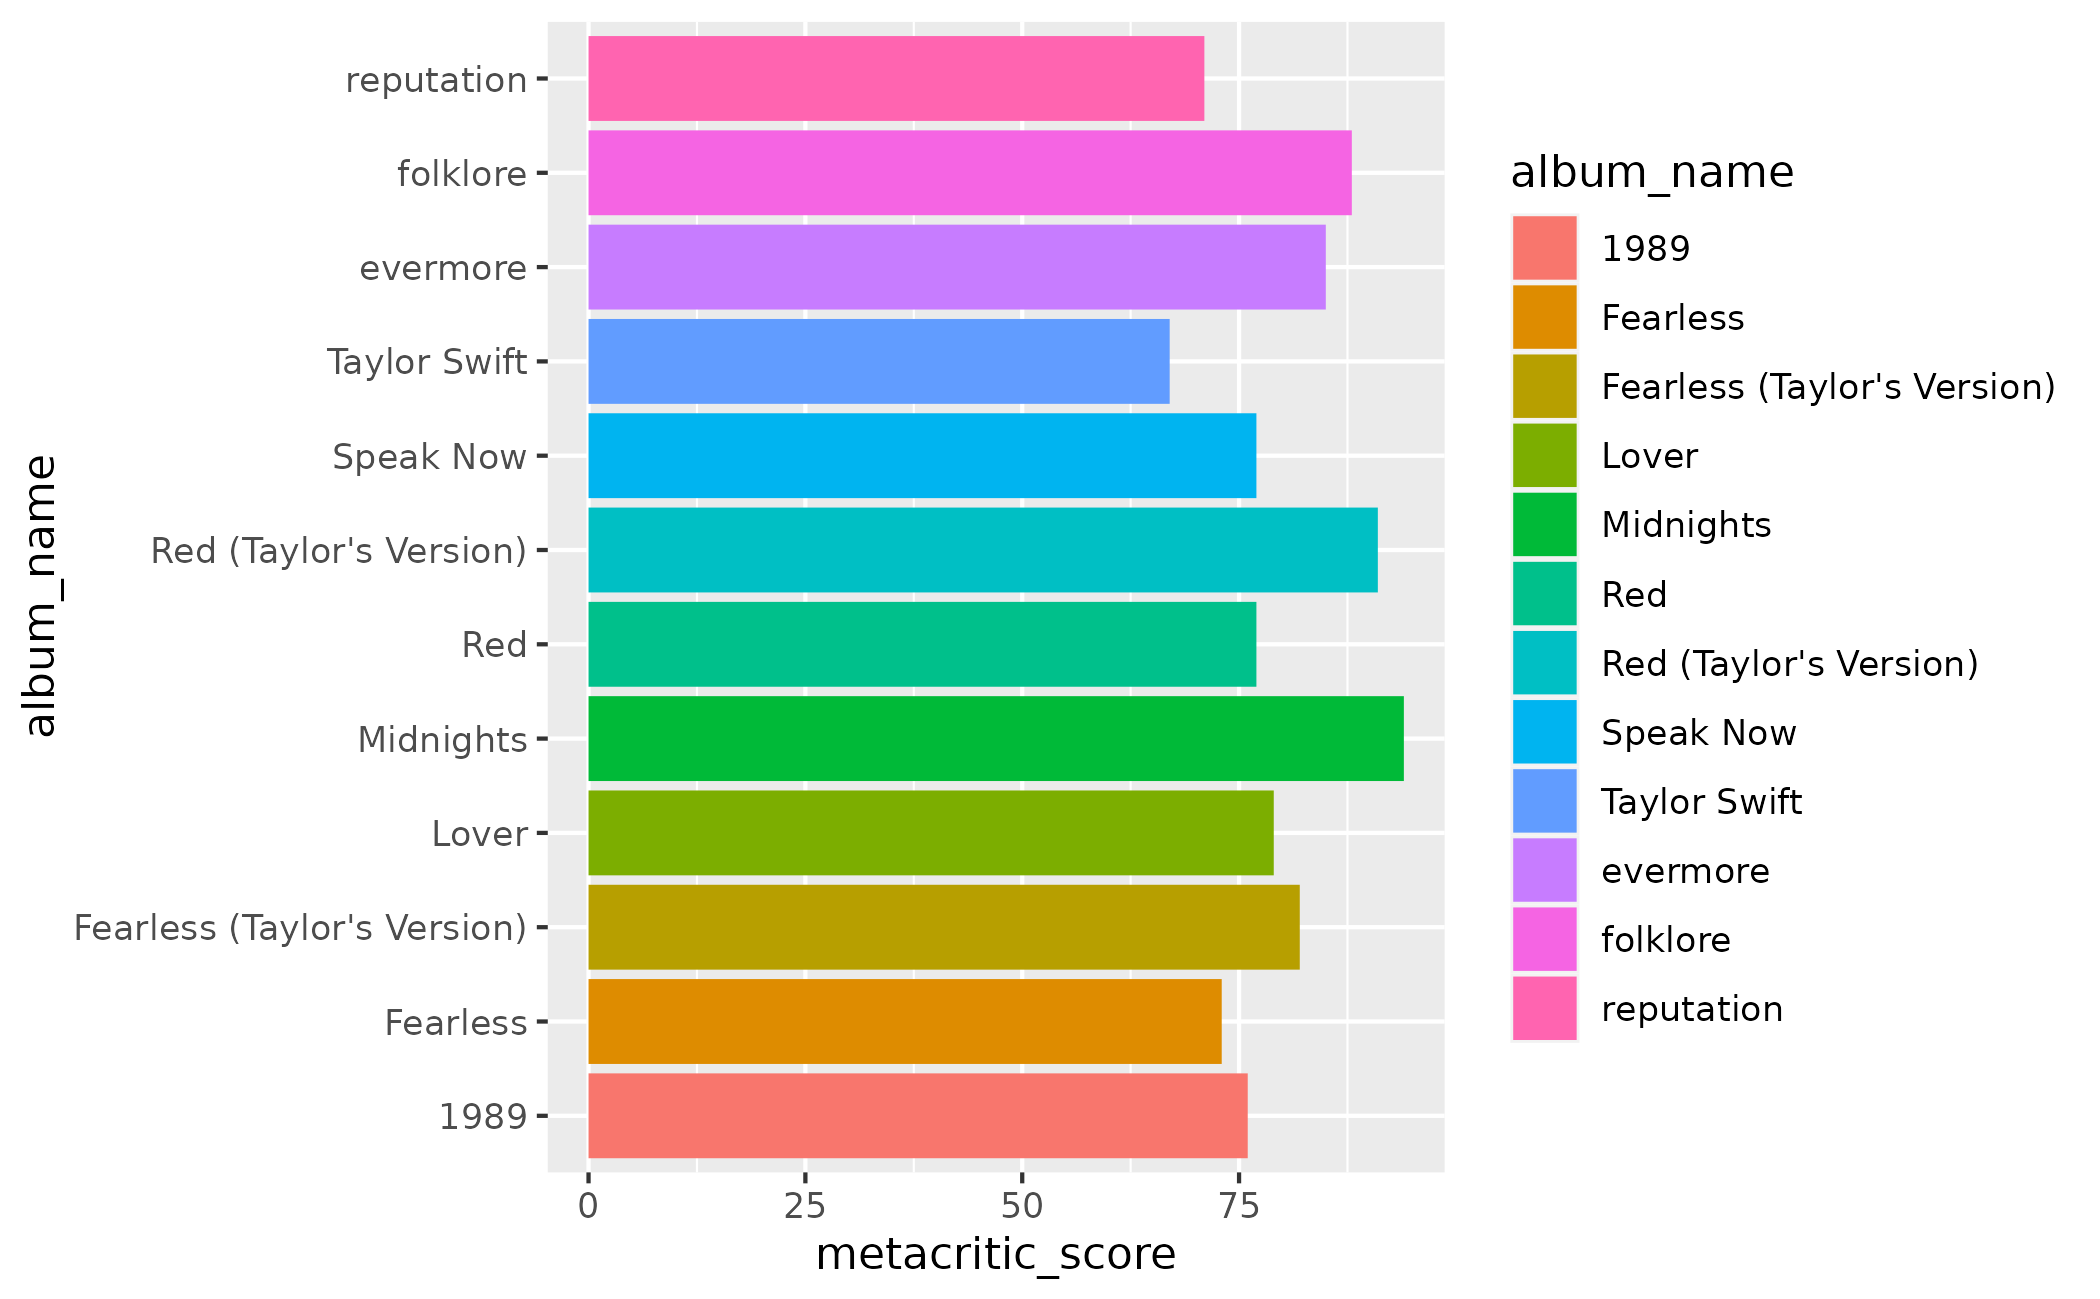 album_name
reputation
folklore
evermore
Taylor Swift
Speak Now
Red (Taylor's Version)
Red
Midnights
Lover
Fearless (Taylor's Version)
Fearless
1989
0 25 50 75
metacritic_score
album_name
1989
Fearless
Fearless (Taylor's Version)
Lover
Midnights
Red
Red (Taylor's Version)
Speak Now
Taylor Swift
evermore
folklore
reputation